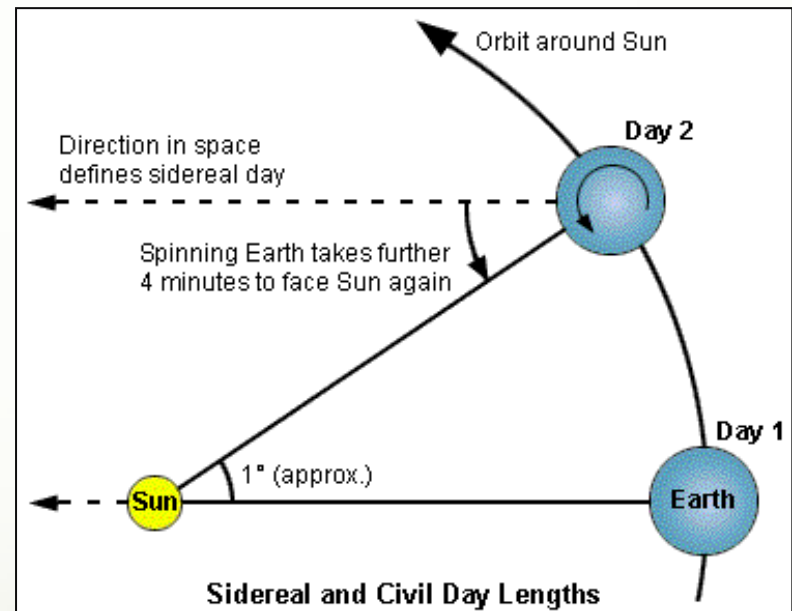 Orbit around Sun
Day 2
Direction in space
defines sidereal day
Spinning Earth takes further
4 minutes to face Sun again
Day 1
1° (approx.)
Sun
Earth
Sidereal and Civil Day Lengths